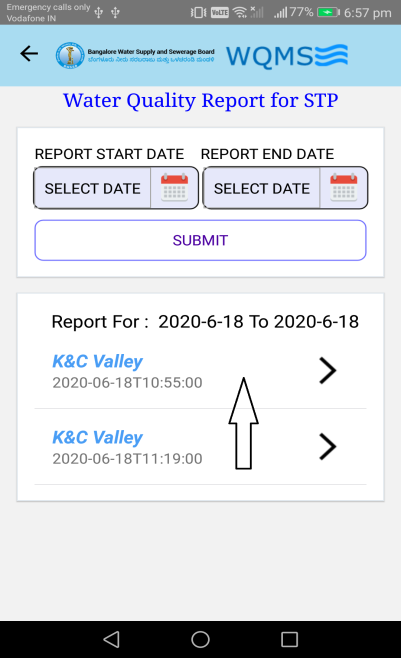 Emergency calls only
Vodafone IN
VoLTE
77%
6:57 pm
Bangalore Water Supply and Sewerage Board
ಬೆಂಗಳೂರು ನೀರು ಸರಬರಾಜು ಮತ್ತು ಒಳಚರಂಡಿ ಮಂಡಳಿ
WQMS
Water Quality Report for STP
REPORT START DATE REPORT END DATE
SELECT DATE SELECT DATE
SUBMIT
Report For : 2020-6-18 To 2020-6-18
K&C Valley
2020-06-18T10:55:00
K&C Valley
2020-06-18T11:19:00